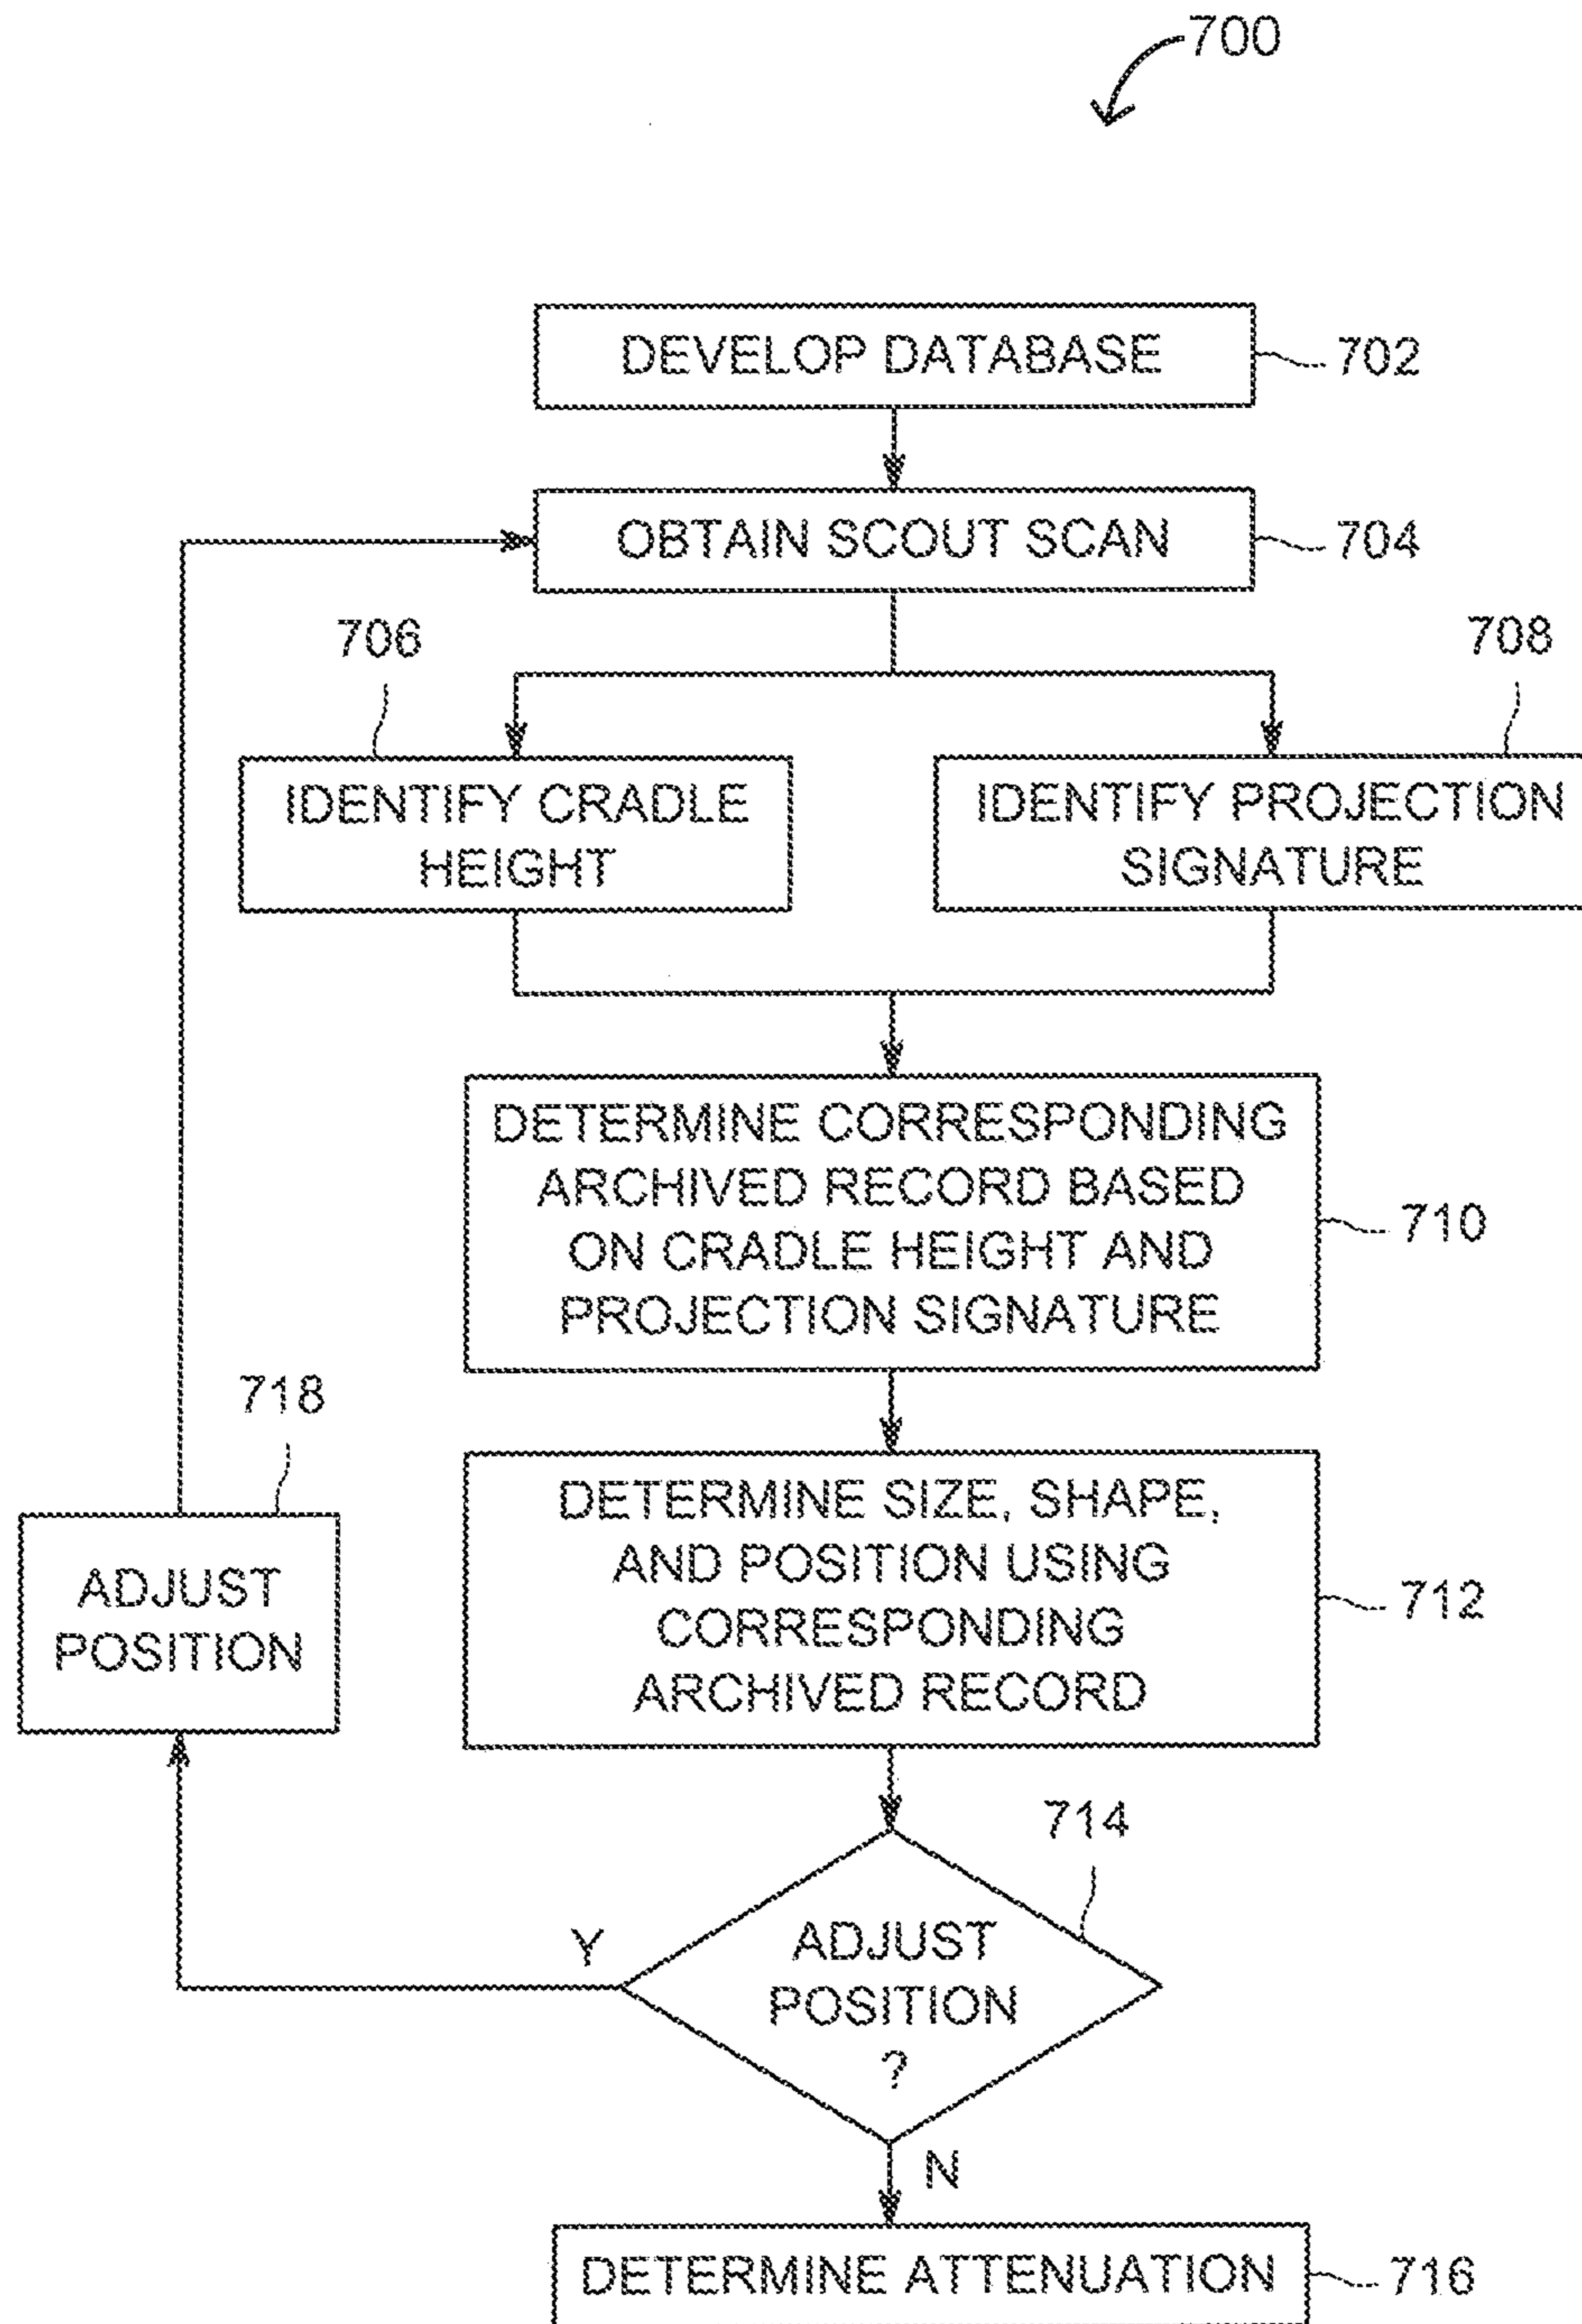 700
DEVELOP DATABASE
702
OBTAIN SCOUT SCAN
704
706
708
IDENTIFY CRADLE
HEIGHT
IDENTIFY PROJECTION
SIGNATURE
DETERMINE CORRESPONDING
ARCHIVED RECORD BASED
ON CRADLE HEIGHT AND
PROJECTION SIGNATURE
710
718
ADJUST
POSITION
DETERMINE SIZE, SHAPE,
AND POSITION USING
CORRESPONDING
ARCHIVED RECORD
712
714
Y
ADJUST
POSITION
?
N
DETERMINE ATTENUATION
716